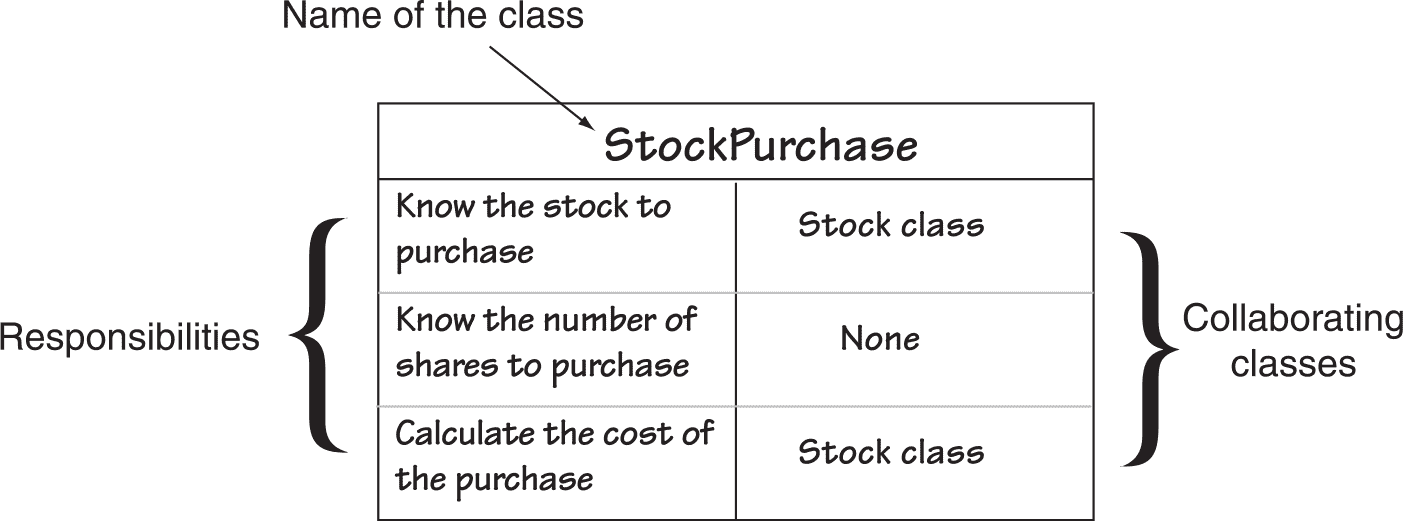 Name of the class
StockPurchase
Know the stock to
purchase
Stock class
Know the number of
shares to purchase
None
Calculate the cost of
the purchase
Stock class
Responsibilities
Collaborating
classes